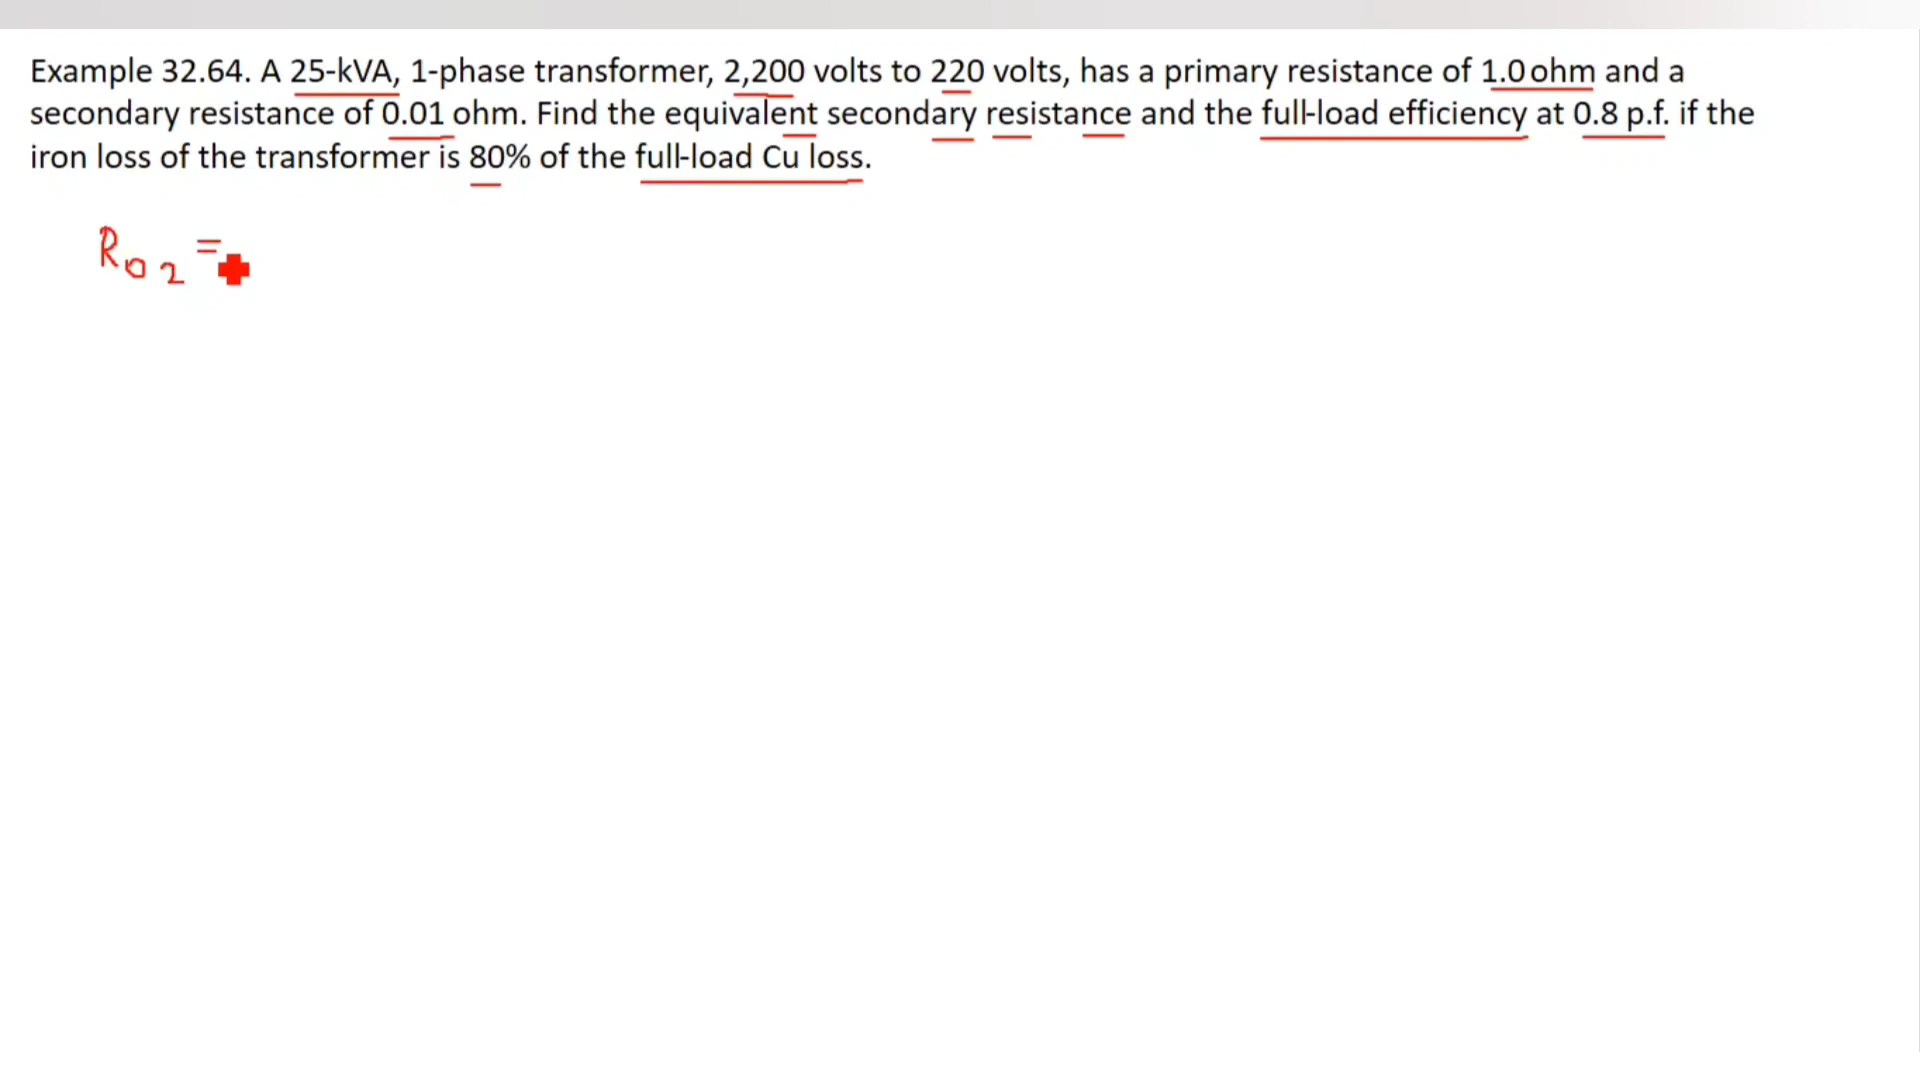 Example 32.64. A 25-kVA, 1-phase transformer, 2,200 volts to 220 volts, has a primary resistance of 1.0 ohm and a
secondary resistance of 0.01 ohm. Find the equivalent secondary resistance and the full-load efficiency at 0.8 p.f. if the
iron loss of the transformer is 80% of the full-load Cu loss.
R₀₂ =